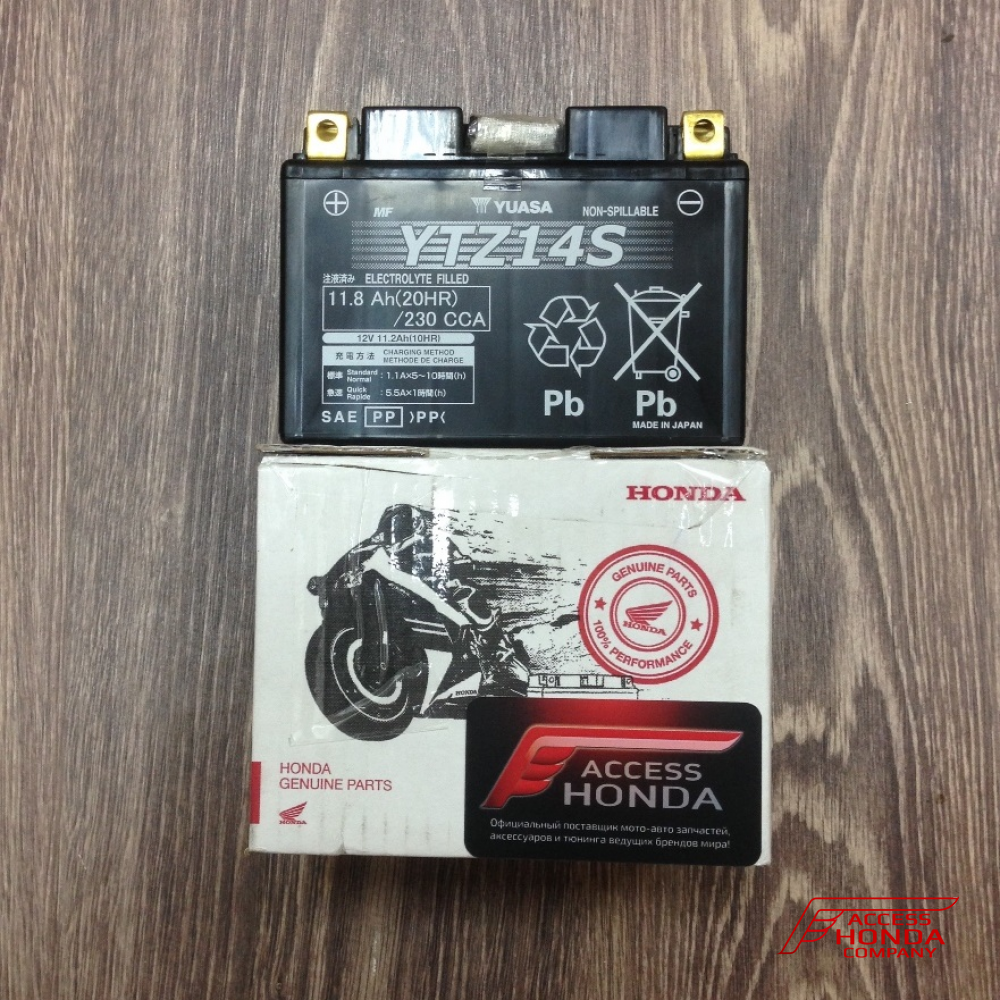 MF
YUASA
NON-SPILLABLE
YTZ14S
注液済み ELECTROLYTE FILLED
11.8 Ah(20HR)
/230 CCA
12V 11.2Ah(10HR)
充電方法 CHARGING METHOD
METHODE DE CHARGE
標準 Standard Normal : 1.1A×5~10時間(h)
急速 Quick Rapide : 5.5A×1時間(h)
SAE PP >PP<
Pb
Pb
MADE IN JAPAN
HONDA
GENUINE PARTS
HONDA
100% PERFORMANCE
HONDA
HONDA
GENUINE PARTS
HONDA
ACCESS
HONDA
Официальный поставщик мото-авто запчастей,
аксессуаров и тюнинга ведущих брендов мира!
ACCESS
HONDA
COMPANY